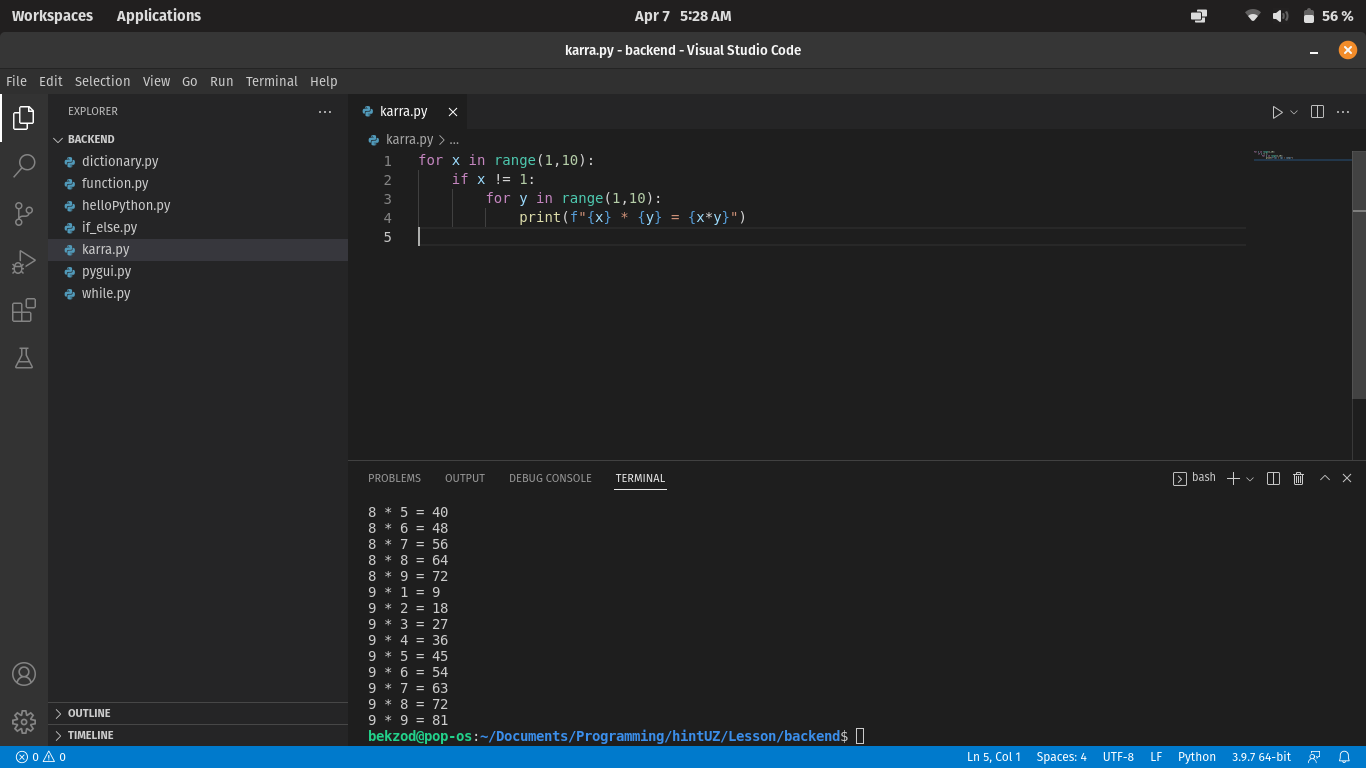 Workspaces Applications Apr 7 5:28 AM 56 %
karra.py - backend - Visual Studio Code
File Edit Selection View Go Run Terminal Help
EXPLORER
BACKEND
dictionary.py
function.py
helloPython.py
if_else.py
karra.py
pygui.py
while.py
OUTLINE
TIMELINE
karra.py
karra.py > ...
1 for x in range(1,10):
2     if x != 1:
3         for y in range(1,10):
4             print(f"{x} * {y} = {x*y}")
5
PROBLEMS OUTPUT DEBUG CONSOLE TERMINAL bash
8 * 5 = 40
8 * 6 = 48
8 * 7 = 56
8 * 8 = 64
8 * 9 = 72
9 * 1 = 9
9 * 2 = 18
9 * 3 = 27
9 * 4 = 36
9 * 5 = 45
9 * 6 = 54
9 * 7 = 63
9 * 8 = 72
9 * 9 = 81
bekzod@pop-os:~/Documents/Programming/hintUZ/Lesson/backend$
0 0 Ln 5, Col 1 Spaces: 4 UTF-8 LF Python 3.9.7 64-bit